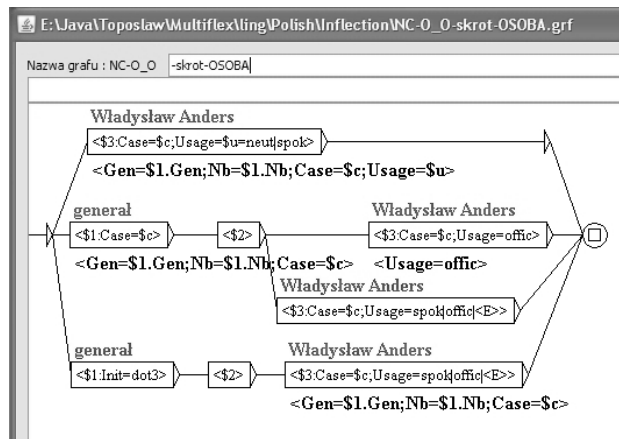 E:\Java\Toposlaw\Multiflex\ling\Polish\Inflection\NC-O_O-skrot-OSOBA.grf
Nazwa grafu : NC-O_O -skrot-OSOBA
Władysław Anders
<$3:Case=$c;Usage=$u=neut|spok>
<Gen=$1.Gen;Nb=$1.Nb;Case=$c;Usage=$u>
generał Władysław Anders
<$1:Case=$c> <$2> <$3:Case=$c;Usage=offic>
<Gen=$1.Gen;Nb=$1.Nb;Case=$c> <Usage=offic>
Władysław Anders
<$3:Case=$c;Usage=spok|offic|<E>>
generał Władysław Anders
<$1:Init=dot3> <$2> <$3:Case=$c;Usage=spok|offic|<E>>
<Gen=$1.Gen;Nb=$1.Nb;Case=$c>